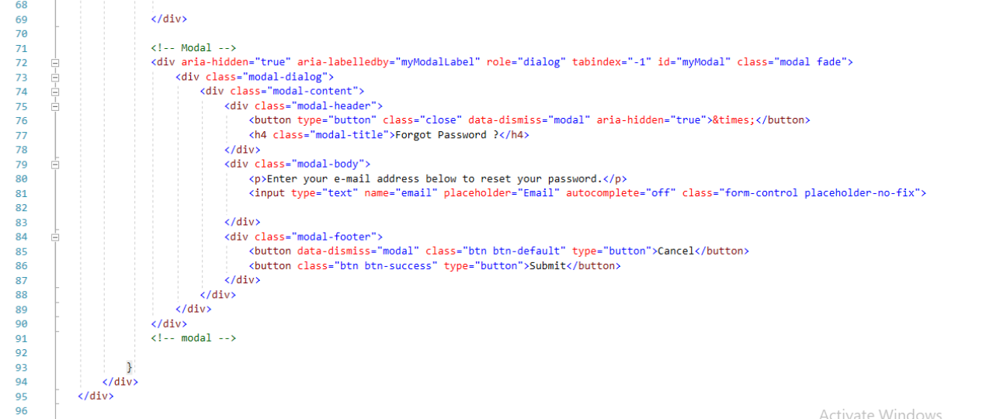 68
69 </div>
70
71 <!-- Modal -->
72 <div aria-hidden="true" aria-labelledby="myModalLabel" role="dialog" tabindex="-1" id="myModal" class="modal fade">
73 <div class="modal-dialog">
74 <div class="modal-content">
75 <div class="modal-header">
76 <button type="button" class="close" data-dismiss="modal" aria-hidden="true">&times;</button>
77 <h4 class="modal-title">Forgot Password ?</h4>
78 </div>
79 <div class="modal-body">
80 <p>Enter your e-mail address below to reset your password.</p>
81 <input type="text" name="email" placeholder="Email" autocomplete="off" class="form-control placeholder-no-fix">
82
83 </div>
84 <div class="modal-footer">
85 <button data-dismiss="modal" class="btn btn-default" type="button">Cancel</button>
86 <button class="btn btn-success" type="button">Submit</button>
87 </div>
88 </div>
89 </div>
90 </div>
91 <!-- modal -->
92
93 }
94 </div>
95 </div>
96
Activate Windows